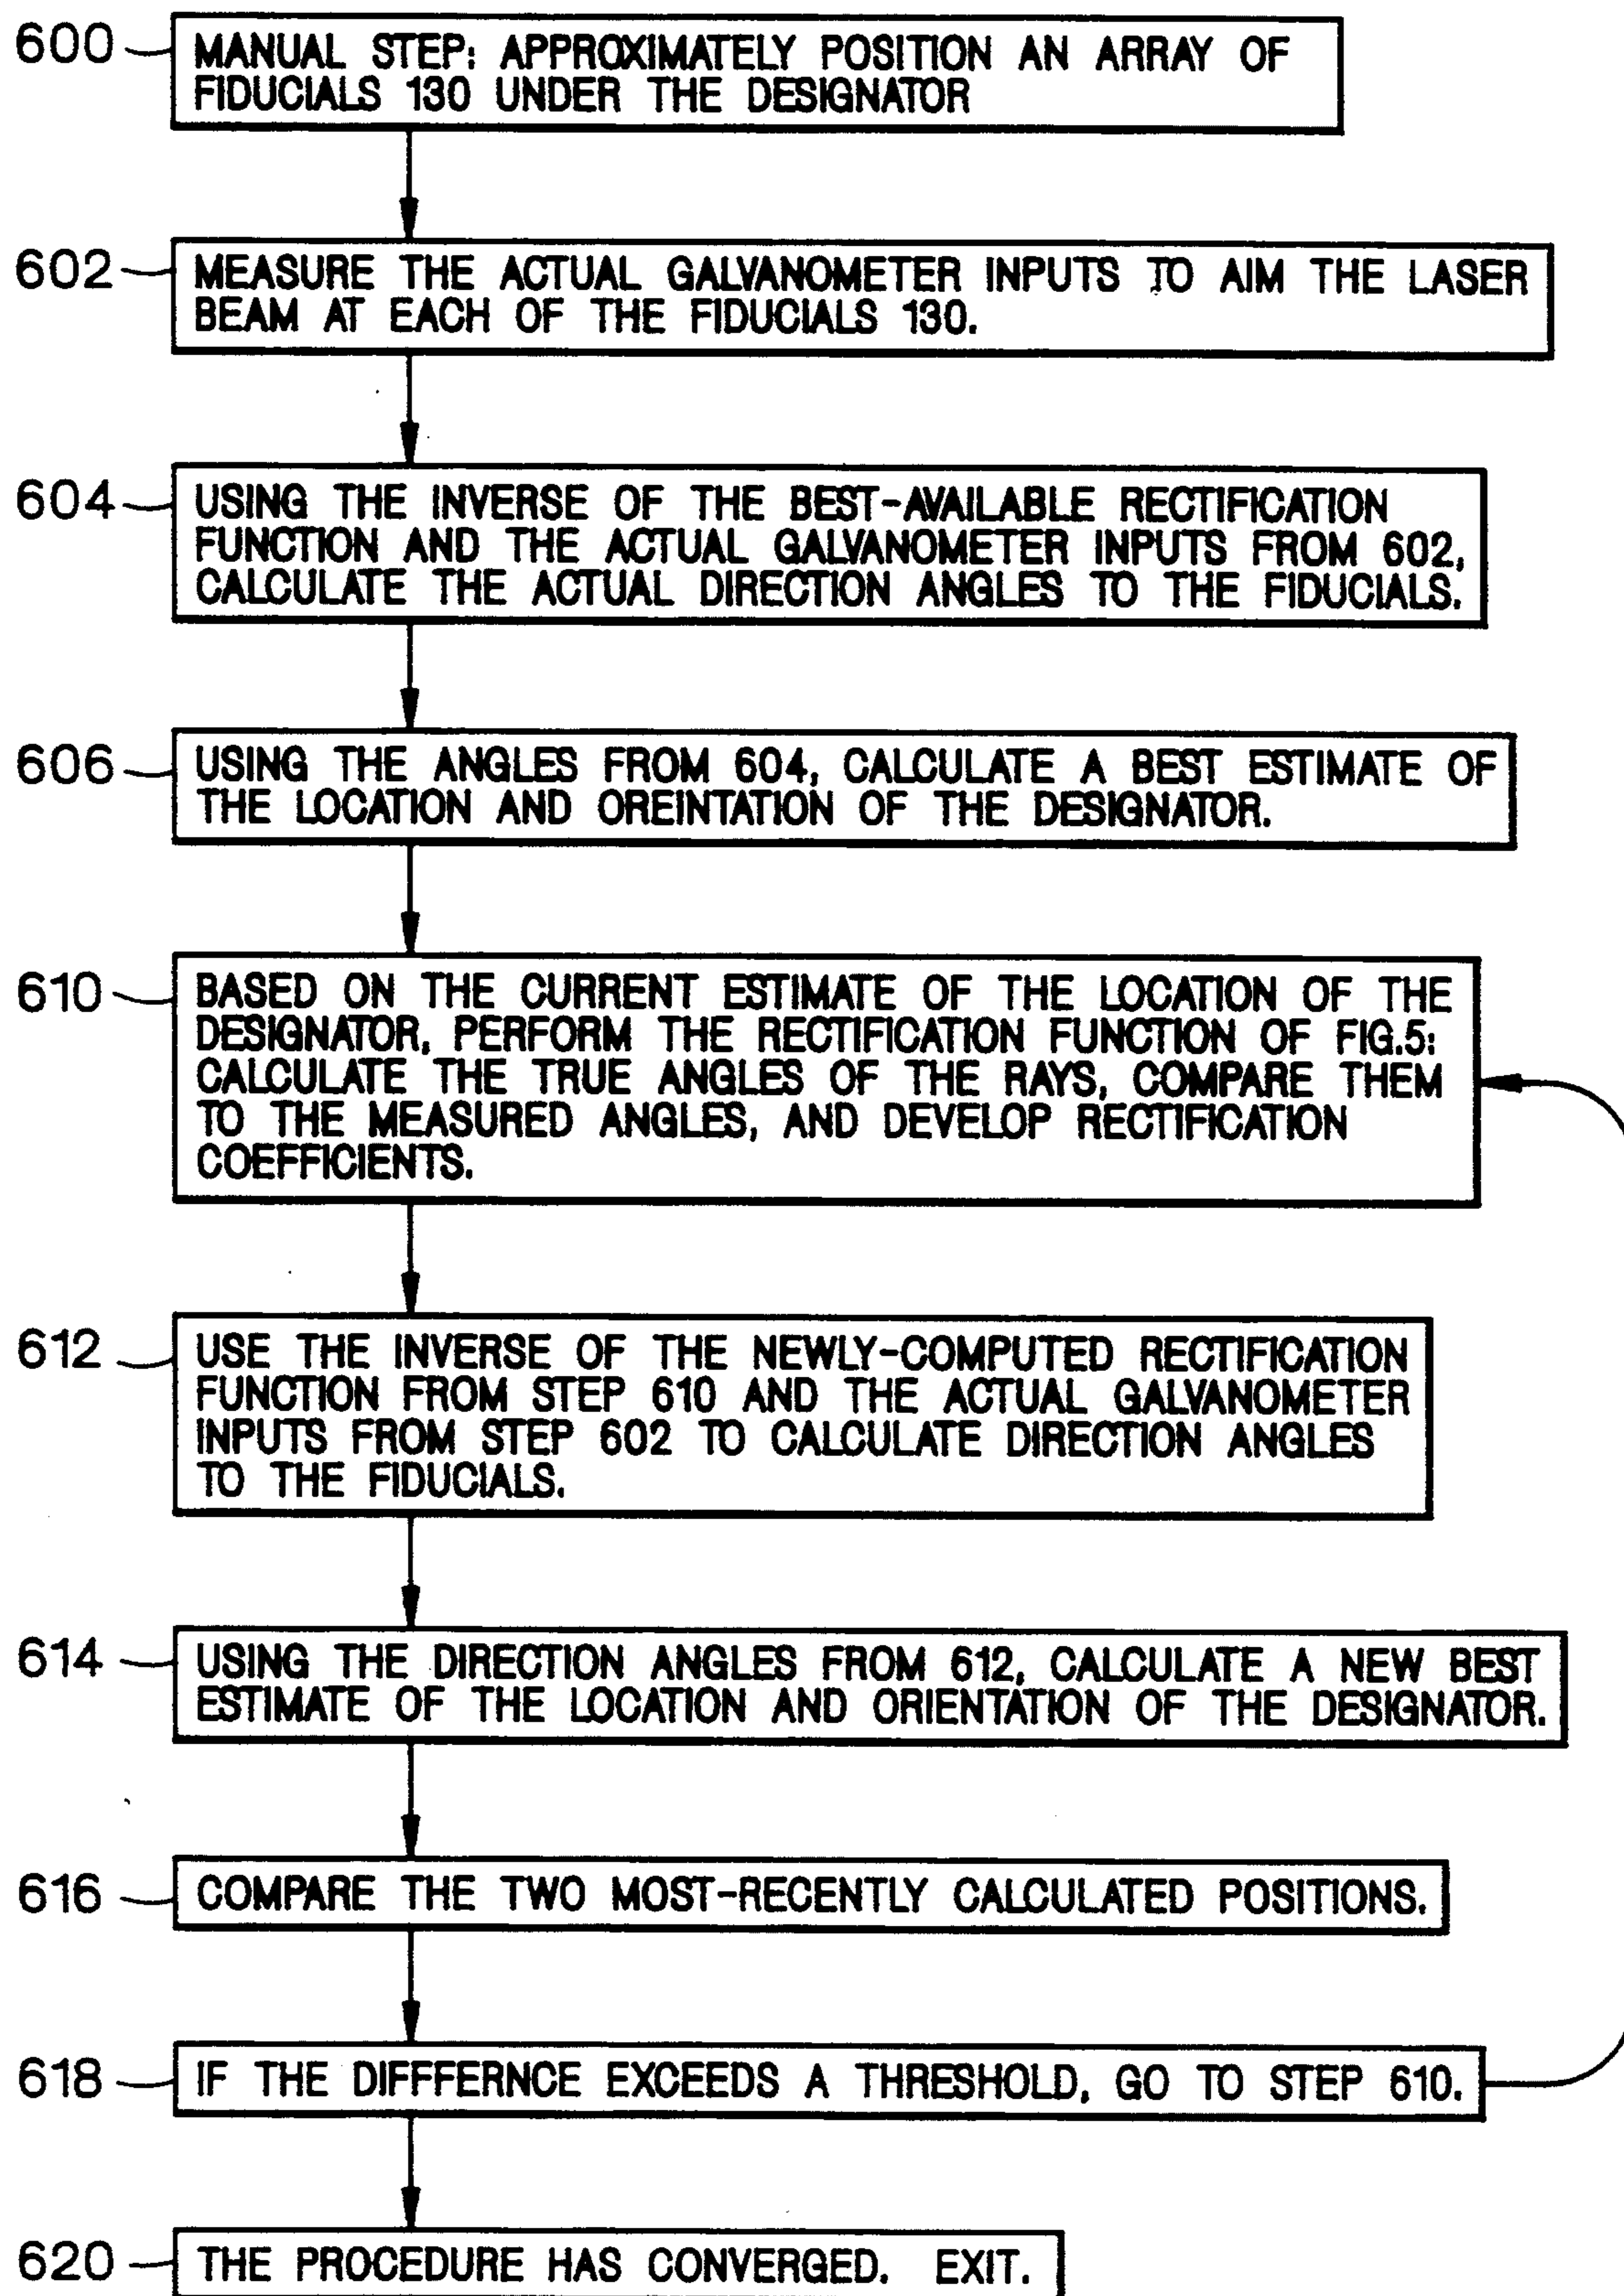 600
MANUAL STEP: APPROXIMATELY POSITION AN ARRAY OF
FIDUCIALS 130 UNDER THE DESIGNATOR
602
MEASURE THE ACTUAL GALVANOMETER INPUTS TO AIM THE LASER
BEAM AT EACH OF THE FIDUCIALS 130.
604
USING THE INVERSE OF THE BEST-AVAILABLE RECTIFICATION
FUNCTION AND THE ACTUAL GALVANOMETER INPUTS FROM 602,
CALCULATE THE ACTUAL DIRECTION ANGLES TO THE FIDUCIALS.
606
USING THE ANGLES FROM 604, CALCULATE A BEST ESTIMATE OF
THE LOCATION AND OREINTATION OF THE DESIGNATOR.
610
BASED ON THE CURRENT ESTIMATE OF THE LOCATION OF THE
DESIGNATOR, PERFORM THE RECTIFICATION FUNCTION OF FIG.5:
CALCULATE THE TRUE ANGLES OF THE RAYS, COMPARE THEM
TO THE MEASURED ANGLES, AND DEVELOP RECTIFICATION
COEFFICIENTS.
612
USE THE INVERSE OF THE NEWLY-COMPUTED RECTIFICATION
FUNCTION FROM STEP 610 AND THE ACTUAL GALVANOMETER
INPUTS FROM STEP 602 TO CALCULATE DIRECTION ANGLES
TO THE FIDUCIALS.
614
USING THE DIRECTION ANGLES FROM 612, CALCULATE A NEW BEST
ESTIMATE OF THE LOCATION AND ORIENTATION OF THE DESIGNATOR.
616
COMPARE THE TWO MOST-RECENTLY CALCULATED POSITIONS.
618
IF THE DIFFFERNCE EXCEEDS A THRESHOLD, GO TO STEP 610.
620
THE PROCEDURE HAS CONVERGED. EXIT.